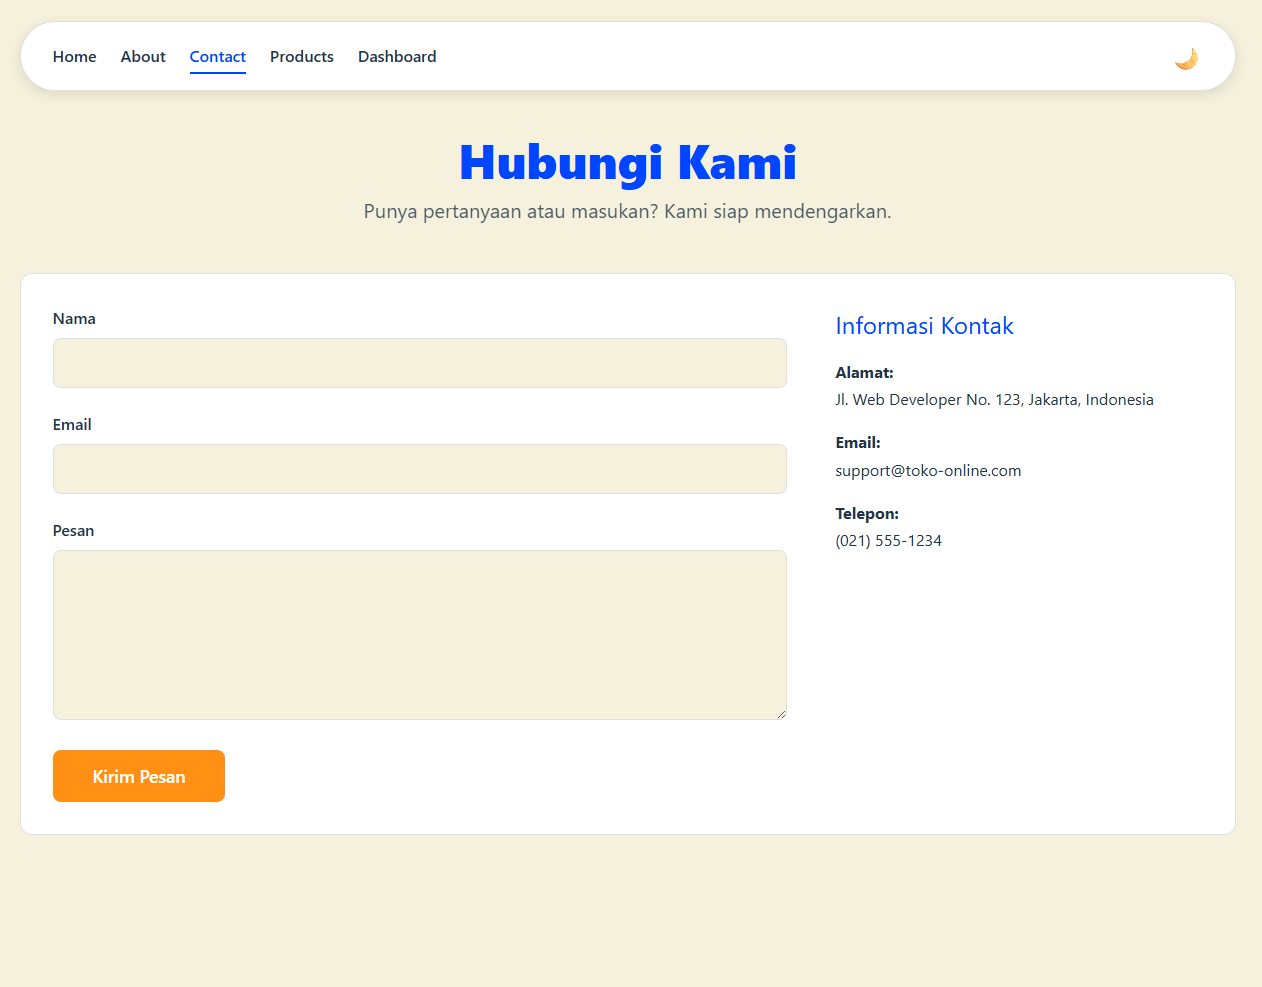 Home About Contact Products Dashboard
Hubungi Kami
Punya pertanyaan atau masukan? Kami siap mendengarkan.
Nama
Email
Pesan
Kirim Pesan
Informasi Kontak
Alamat:
Jl. Web Developer No. 123, Jakarta, Indonesia
Email:
support@toko-online.com
Telepon:
(021) 555-1234